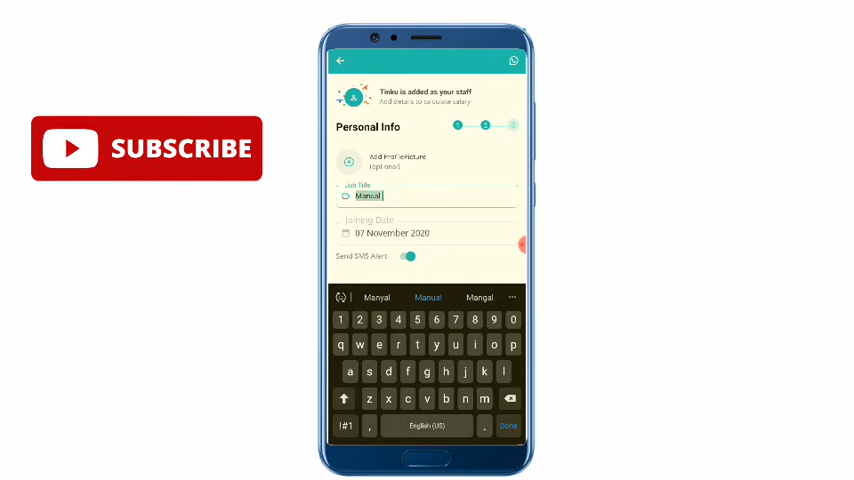 SUBSCRIBE
Tinku is added as your staff
Add details to calculate salary
Personal Info
1 2
Add ProfilePicture
(optional)
Job Title
Manual
Joining Date
07 November 2020
Send SMS Alert
Manyal Manual Mangal ...
1 2 3 4 5 6 7 8 9 0
q w e r t y u i o p
a s d f g h j k l
z x c v b n m
!#1 , English (US) . Done